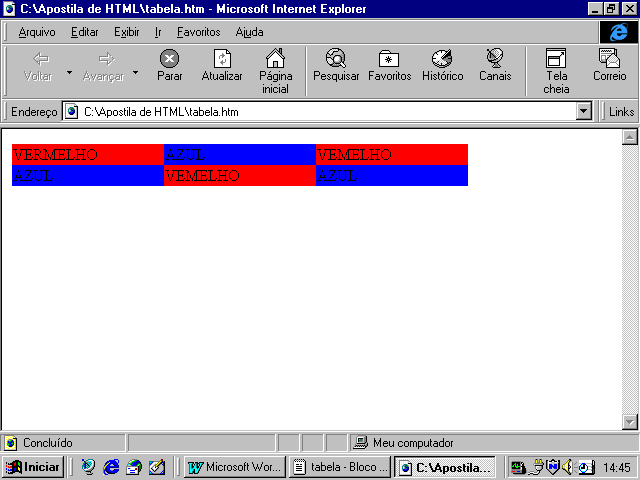 C:\Apostila de HTML\tabela.htm - Microsoft Internet Explorer
Arquivo Editar Exibir Ir Favoritos Ajuda
Voltar Avançar Parar Atualizar Página inicial Pesquisar Favoritos Histórico Canais Tela cheia Correio
Endereço C:\Apostila de HTML\tabela.htm Links
VERMELHO AZUL VEMELHO
AZUL VEMELHO AZUL
Concluído Meu computador
Iniciar Microsoft Wor... tabela - Bloco C:\Apostila... 14:45